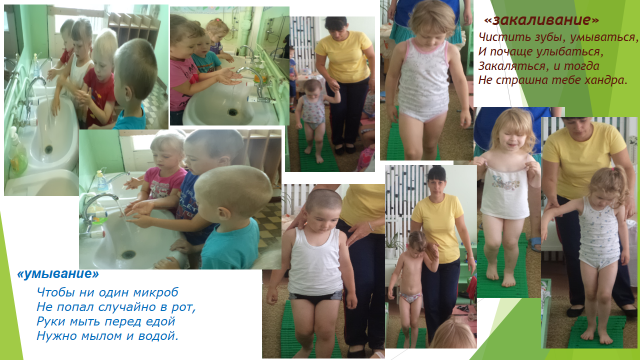 «закаливание»
Чистить зубы, умываться,
И почаще улыбаться,
Закаляться, и тогда
Не страшна тебе хандра.
«умывание»
Чтобы ни один микроб
Не попал случайно в рот,
Руки мыть перед едой
Нужно мылом и водой.